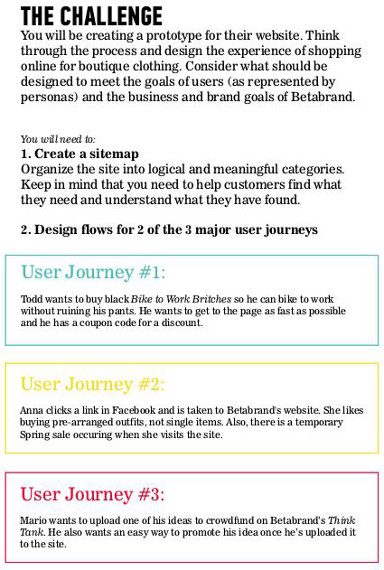 THE CHALLENGE
You will be creating a prototype for their website. Think
through the process and design the experience of shopping
online for boutique clothing. Consider what should be
designed to meet the goals of users (as represented by
personas) and the business and brand goals of Betabrand.
You will need to:
1. Create a sitemap
Organize the site into logical and meaningful categories.
Keep in mind that you need to help customers find what
they need and understand what they have found.
2. Design flows for 2 of the 3 major user journeys
User Journey #1:
Todd wants to buy black Bike to Work Britches so he can bike to work
without ruining his pants. He wants to get to the page as fast as possible
and he has a coupon code for a discount.
User Journey #2:
Anna clicks a link in Facebook and is taken to Betabrand's website. She likes
buying pre-arranged outfits, not single items. Also, there is a temporary
Spring sale occuring when she visits the site.
User Journey #3:
Mario wants to upload one of his ideas to crowdfund on Betabrand's Think
Tank. He also wants an easy way to promote his idea once he's uploaded it
to the site.